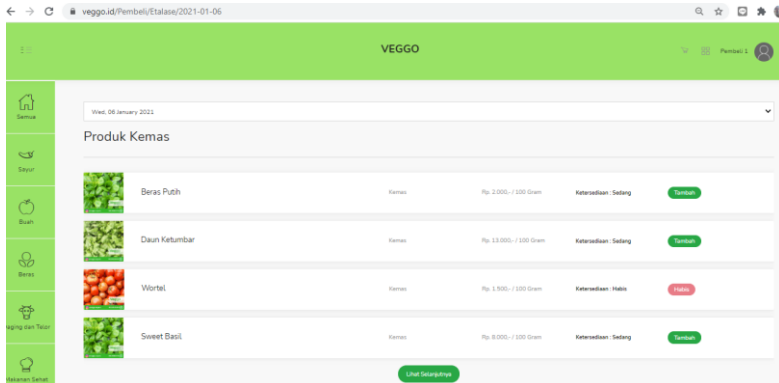 veggo.id/Pembeli/Etalase/2021-01-06
VEGGO
Pembeli 1
Semua
Sayur
Buah
Beras
aging dan Telor
Makanan Sehat
Wed, 06 January 2021
Produk Kemas
Beras Putih Kemas Rp. 2.000,- / 100 Gram Ketersediaan : Sedang Tambah
Daun Ketumbar Kemas Rp. 13.000,- / 100 Gram Ketersediaan : Sedang Tambah
Wortel Kemas Rp. 1.500,- / 100 Gram Ketersediaan : Habis Habis
Sweet Basil Kemas Rp. 8.000,- / 100 Gram Ketersediaan : Sedang Tambah
Lihat Selanjutnya